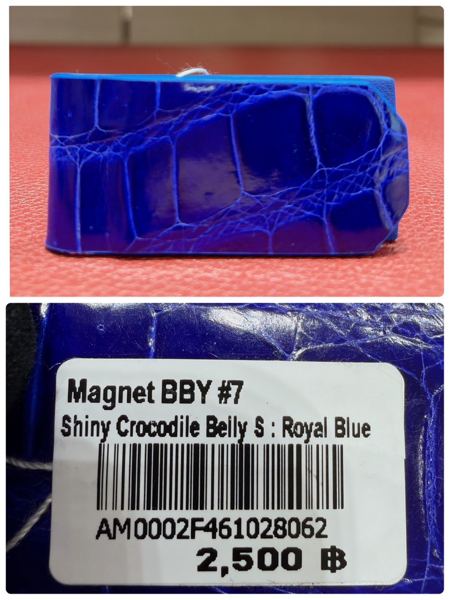 Magnet BBY #7
Shiny Crocodile Belly S : Royal Blue
AM0002F461028062
2,500 ฿